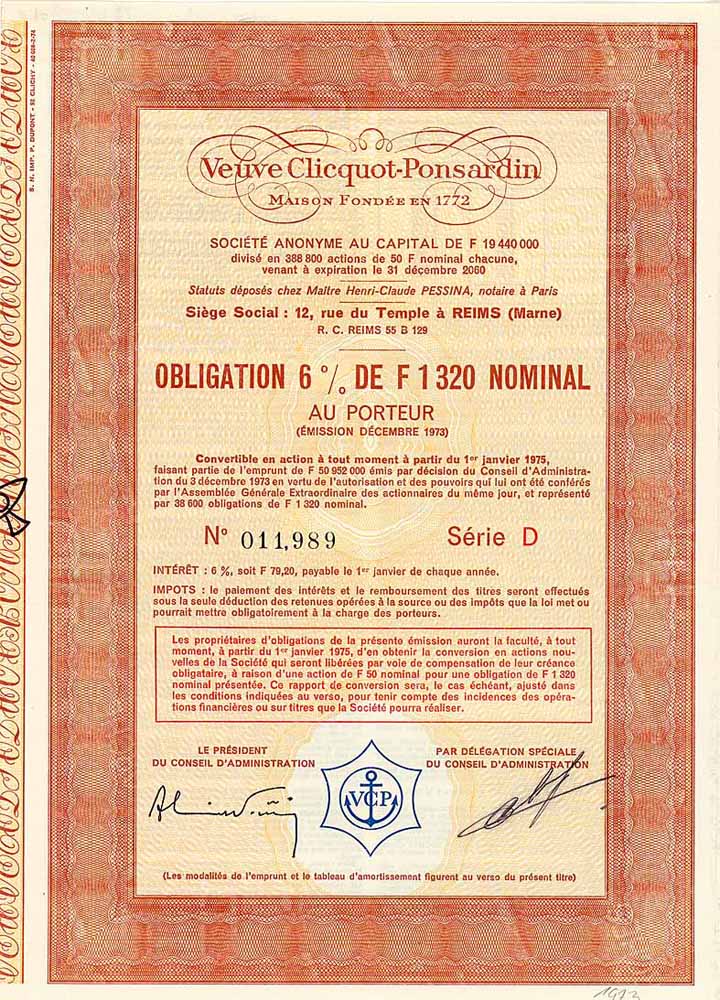 S. N. IMP. P. DUPONT - 92 CLICHY -
Veuve Clicquot-Ponsardin
MAISON FONDÉE EN 1772
SOCIÉTÉ ANONYME AU CAPITAL DE F 19 440 000
divisé en 388 800 actions de 50 F nominal chacune,
venant à expiration le 31 décembre 2060
Statuts déposés chez Maître Henri-Claude PESSINA, notaire à Paris
Siège Social : 12, rue du Temple à REIMS (Marne)
R. C. REIMS 55 B 129
OBLIGATION 6 % DE F 1 320 NOMINAL
AU PORTEUR
(ÉMISSION DÉCEMBRE 1973)
Convertible en action à tout moment à partir du 1er janvier 1975,
faisant partie de l'emprunt de F 50 952 000 émis par décision du Conseil d'Administra-
tion du 3 décembre 1973 en vertu de l'autorisation et des pouvoirs qui lui ont été conférés
par l'Assemblée Générale Extraordinaire des actionnaires du même jour, et représenté
par 38 600 obligations de F 1 320 nominal.
No 011,989 Série D
INTÉRÊT : 6 %, soit F 79,20, payable le 1er janvier de chaque année.
IMPOTS : le paiement des intérêts et le remboursement des titres seront effectués
sous la seule déduction des retenues opérées à la source ou des impôts que la loi met ou
pourrait mettre obligatoirement à la charge des porteurs.
Les propriétaires d'obligations de la présente émission auront la faculté, à tout
moment, à partir du 1er janvier 1975, d'en obtenir la conversion en actions nou-
velles de la Société qui seront libérées par voie de compensation de leur créance
obligataire, à raison d'une action de F 50 nominal pour une obligation de F 1 320
nominal présentée. Ce rapport de conversion sera, le cas échéant, ajusté dans
les conditions indiquées au verso, pour tenir compte des incidences des opéra-
tions financières ou sur titres que la Société pourra réaliser.
LE PRÉSIDENT
DU CONSEIL D'ADMINISTRATION
PAR DÉLÉGATION SPÉCIALE
DU CONSEIL D'ADMINISTRATION
VCP
(Les modalités de l'emprunt et le tableau d'amortissement figurent au verso du présent titre)